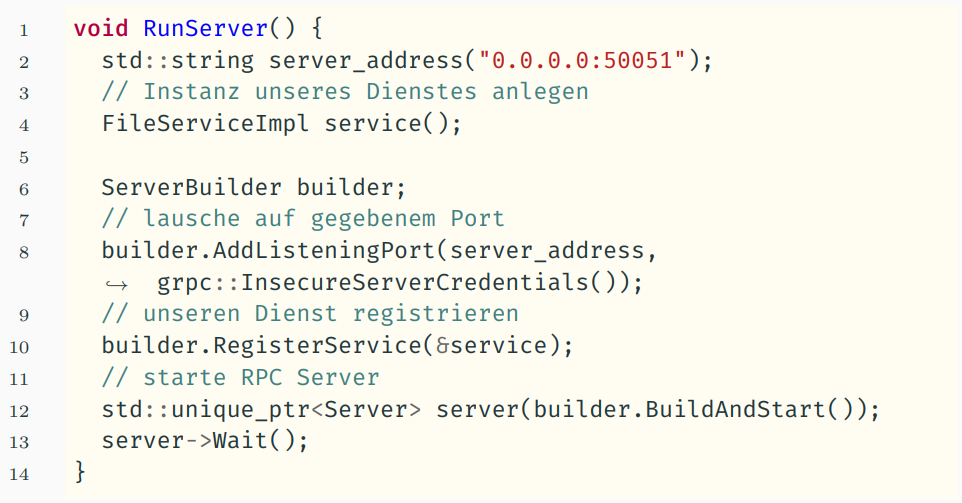 1 void RunServer() {
2 std::string server_address("0.0.0.0:50051");
3 // Instanz unseres Dienstes anlegen
4 FileServiceImpl service();
5
6 ServerBuilder builder;
7 // lausche auf gegebenem Port
8 builder.AddListeningPort(server_address,
↪ grpc::InsecureServerCredentials());
9 // unseren Dienst registrieren
10 builder.RegisterService(&service);
11 // starte RPC Server
12 std::unique_ptr<Server> server(builder.BuildAndStart());
13 server->Wait();
14 }